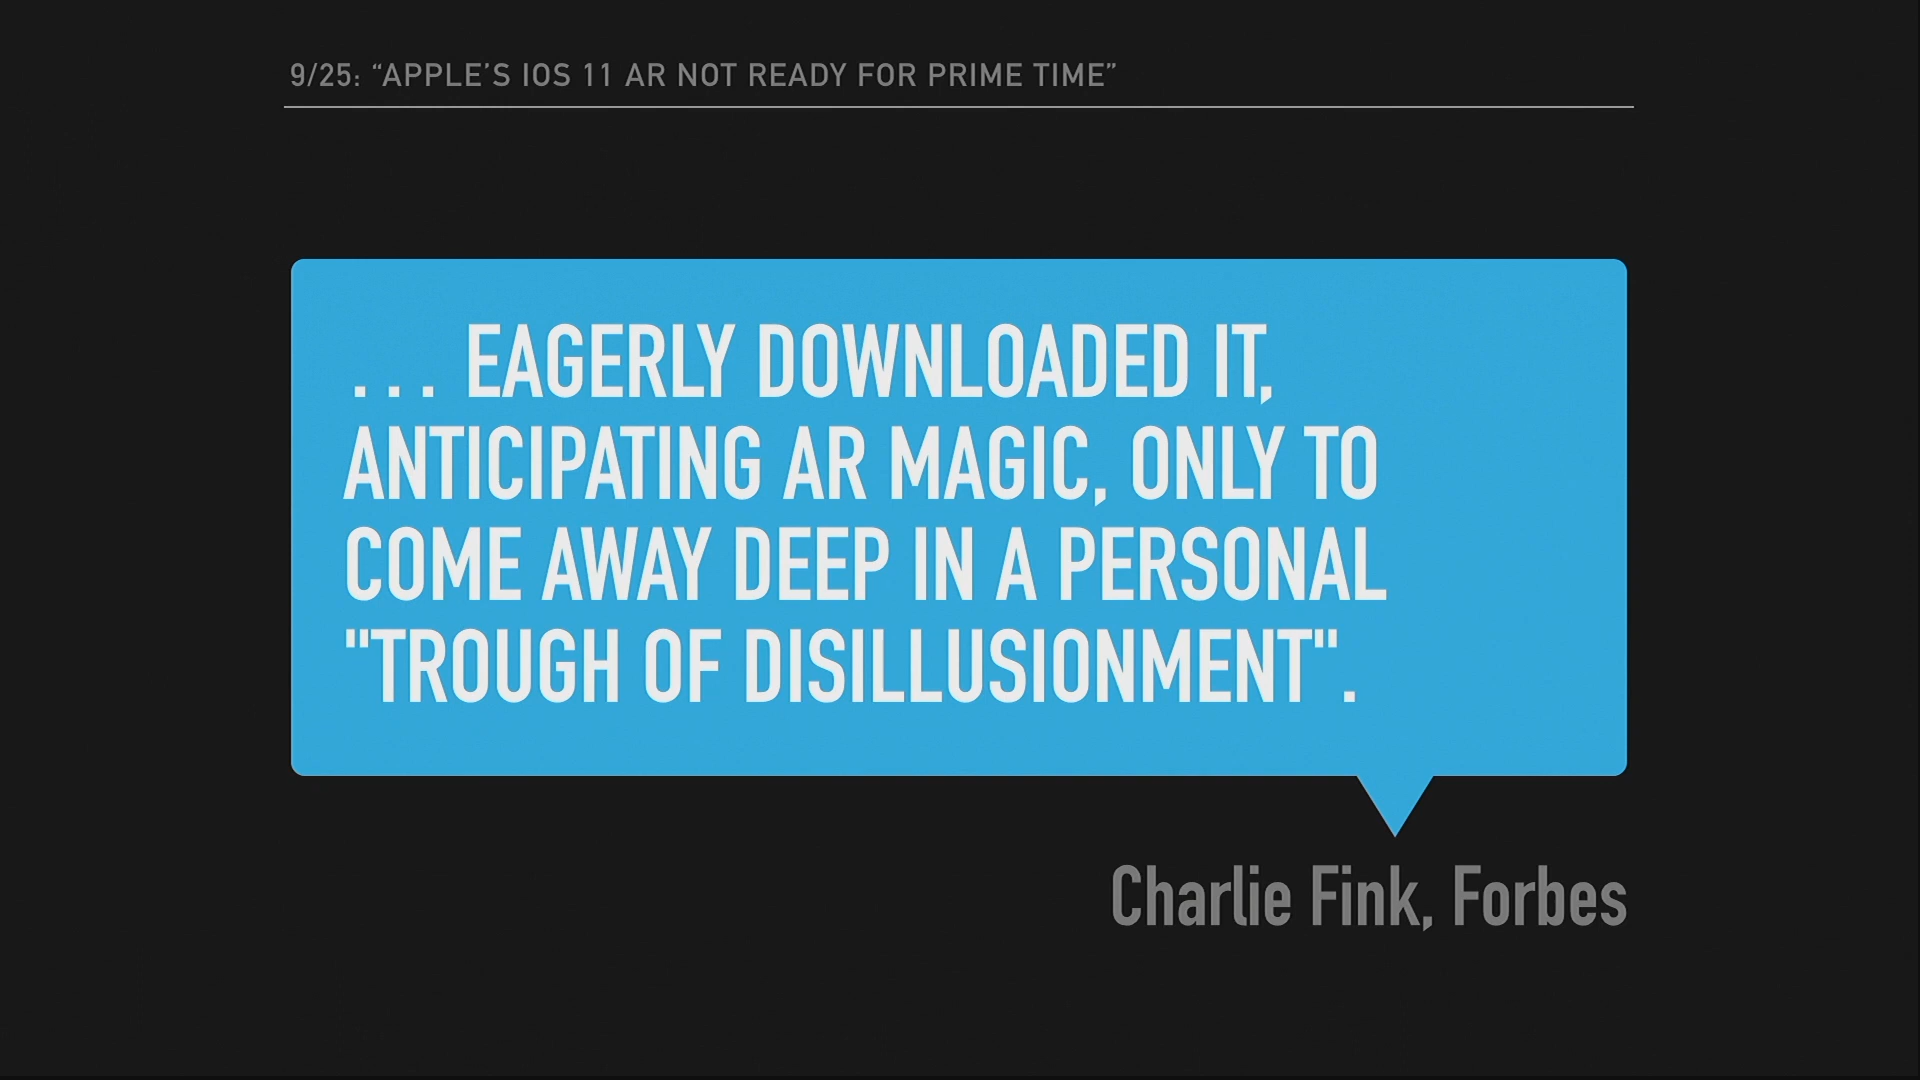 9/25: “APPLE’S IOS 11 AR NOT READY FOR PRIME TIME”
... EAGERLY DOWNLOADED IT,
ANTICIPATING AR MAGIC, ONLY TO
COME AWAY DEEP IN A PERSONAL
"TROUGH OF DISILLUSIONMENT".
Charlie Fink, Forbes